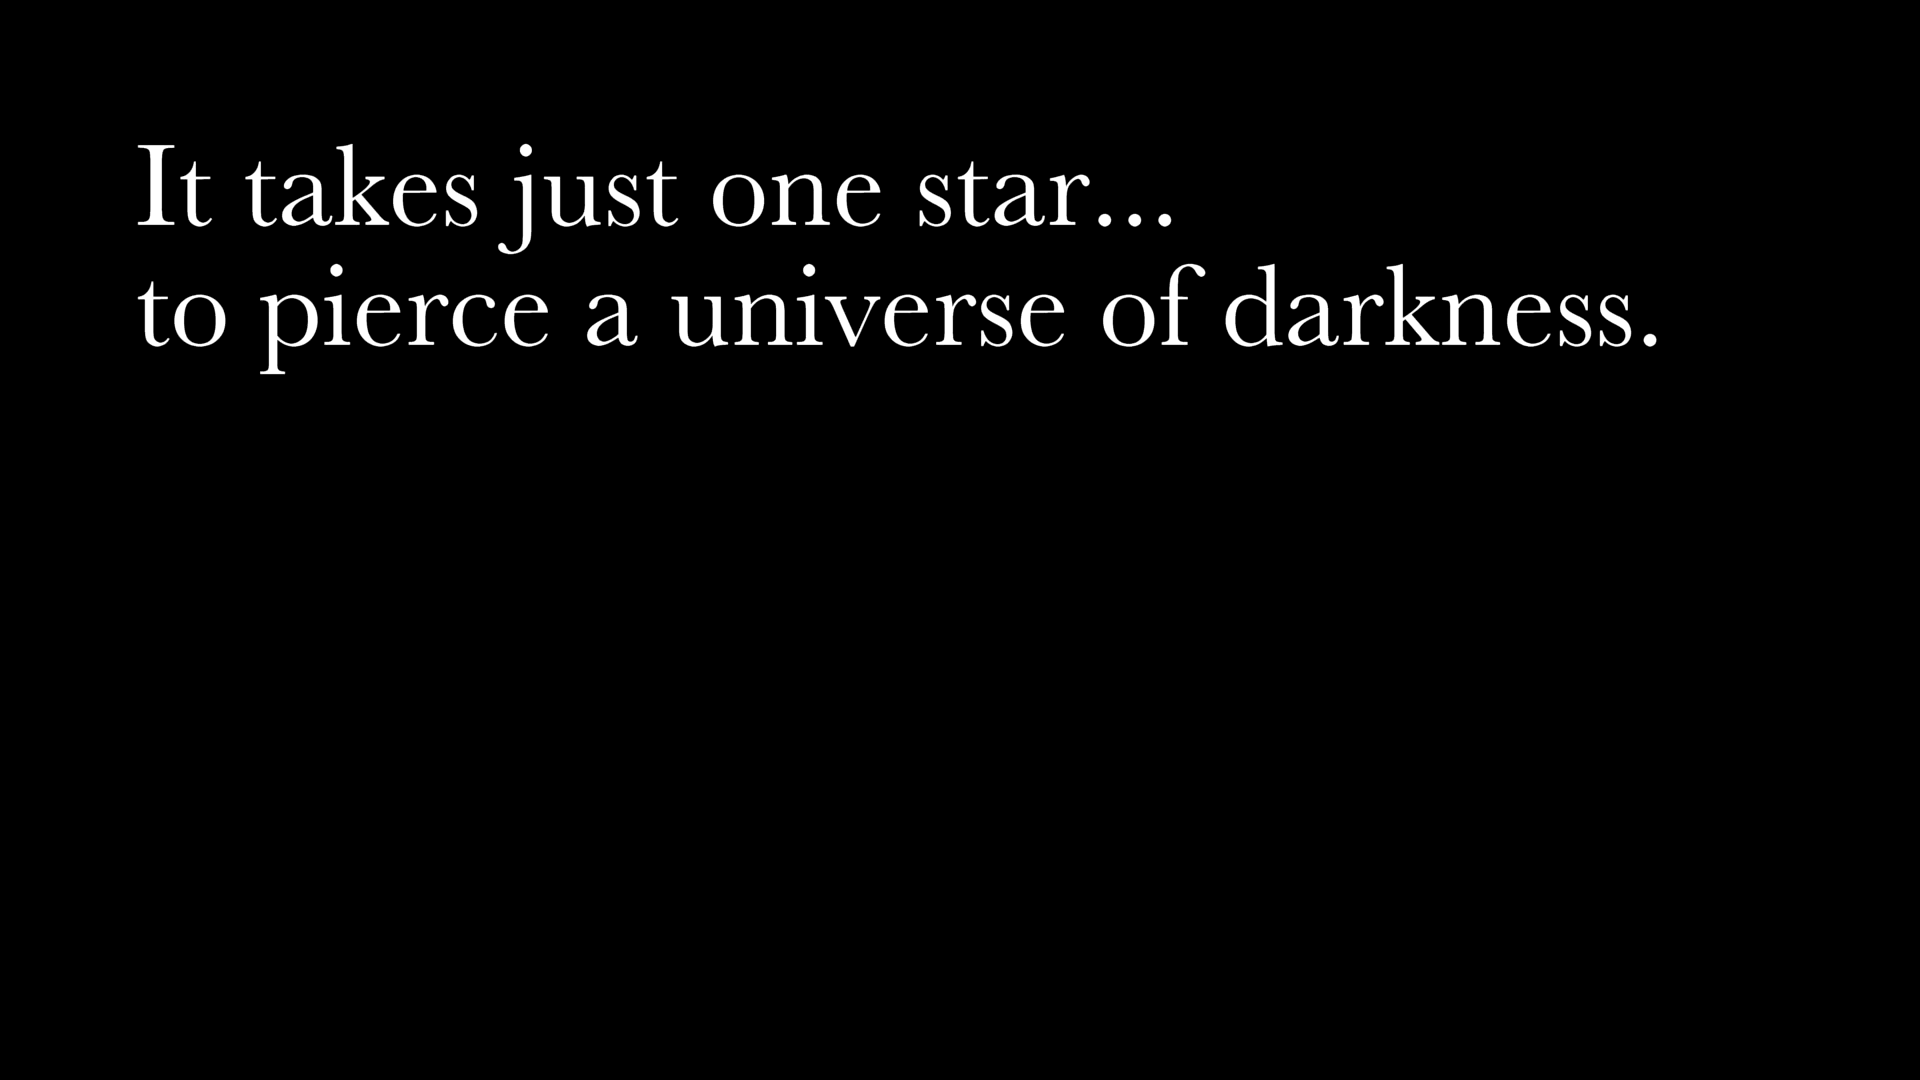 It takes just one star...
to pierce a universe of darkness.